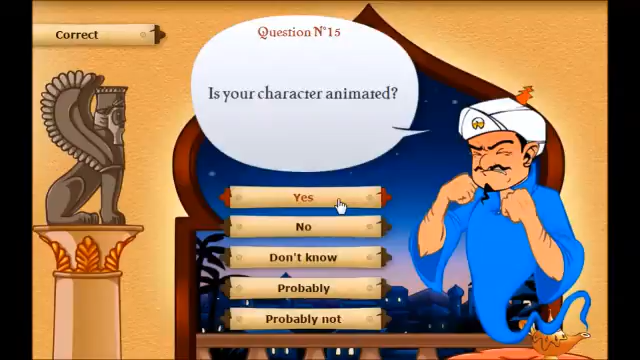 Correct
Question N°15
Is your character animated?
Yes
No
Don't know
Probably
Probably not